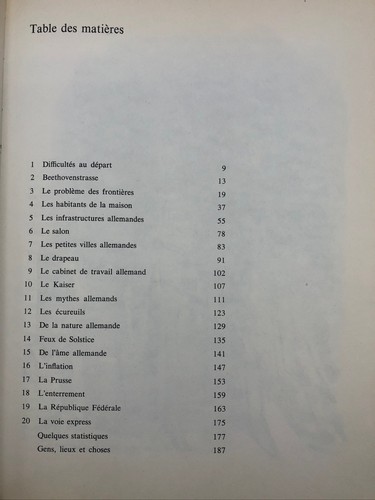 Table des matières
1 Difficultés au départ 9
2 Beethovenstrasse 13
3 Le problème des frontières 19
4 Les habitants de la maison 37
5 Les infrastructures allemandes 55
6 Le salon 78
7 Les petites villes allemandes 83
8 Le drapeau 91
9 Le cabinet de travail allemand 102
10 Le Kaiser 107
11 Les mythes allemands 111
12 Les écureuils 123
13 De la nature allemande 129
14 Feux de Solstice 135
15 De l'âme allemande 141
16 L'inflation 147
17 La Prusse 153
18 L'enterrement 159
19 La République Fédérale 163
20 La voie express 175
Quelques statistiques 177
Gens, lieux et choses 187